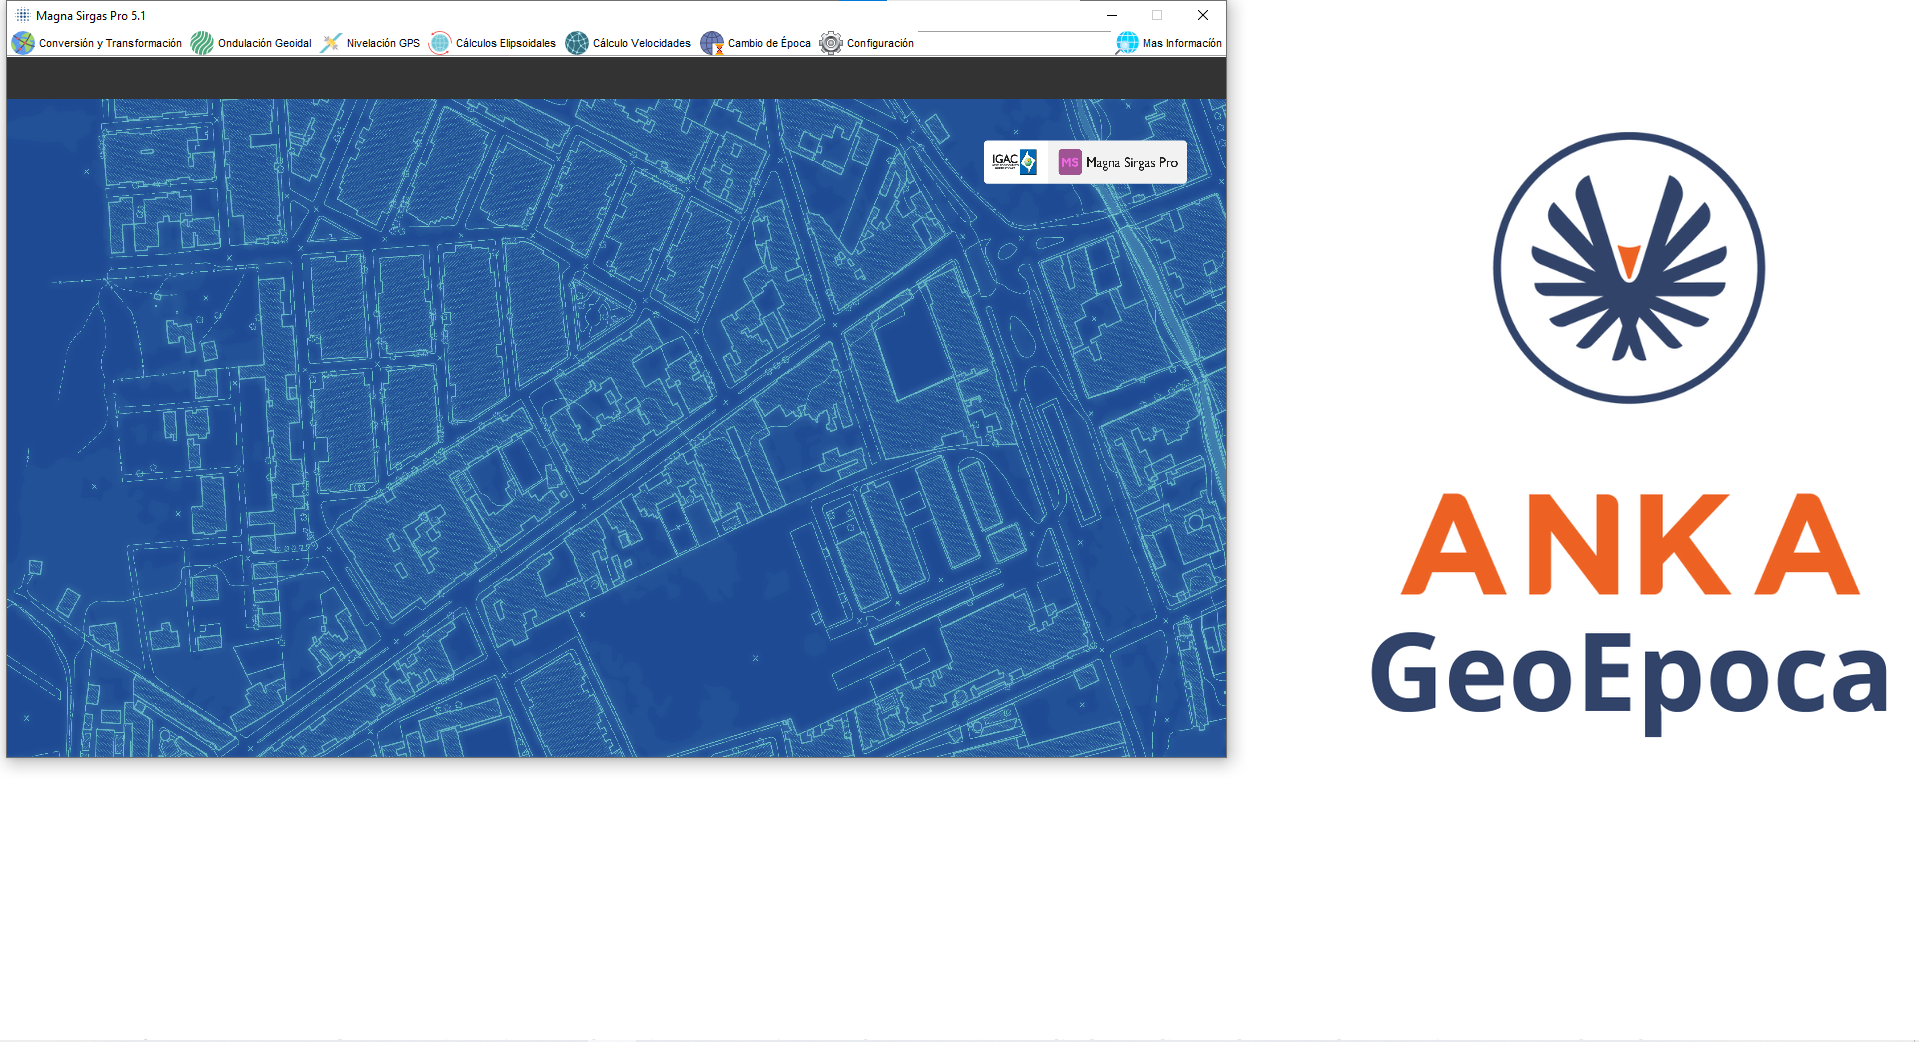 Magna Sirgas Pro 5.1
Conversión y Transformación Ondulación Geoidal Nivelación GPS Cálculos Elipsoidales Cálculo Velocidades Cambio de Época Configuración Mas Información
IGAC MS Magna Sirgas Pro
ANKA
GeoEpoca